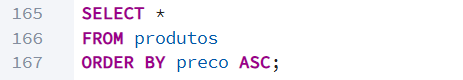 165 SELECT *
166 FROM produtos
167 ORDER BY preco ASC;